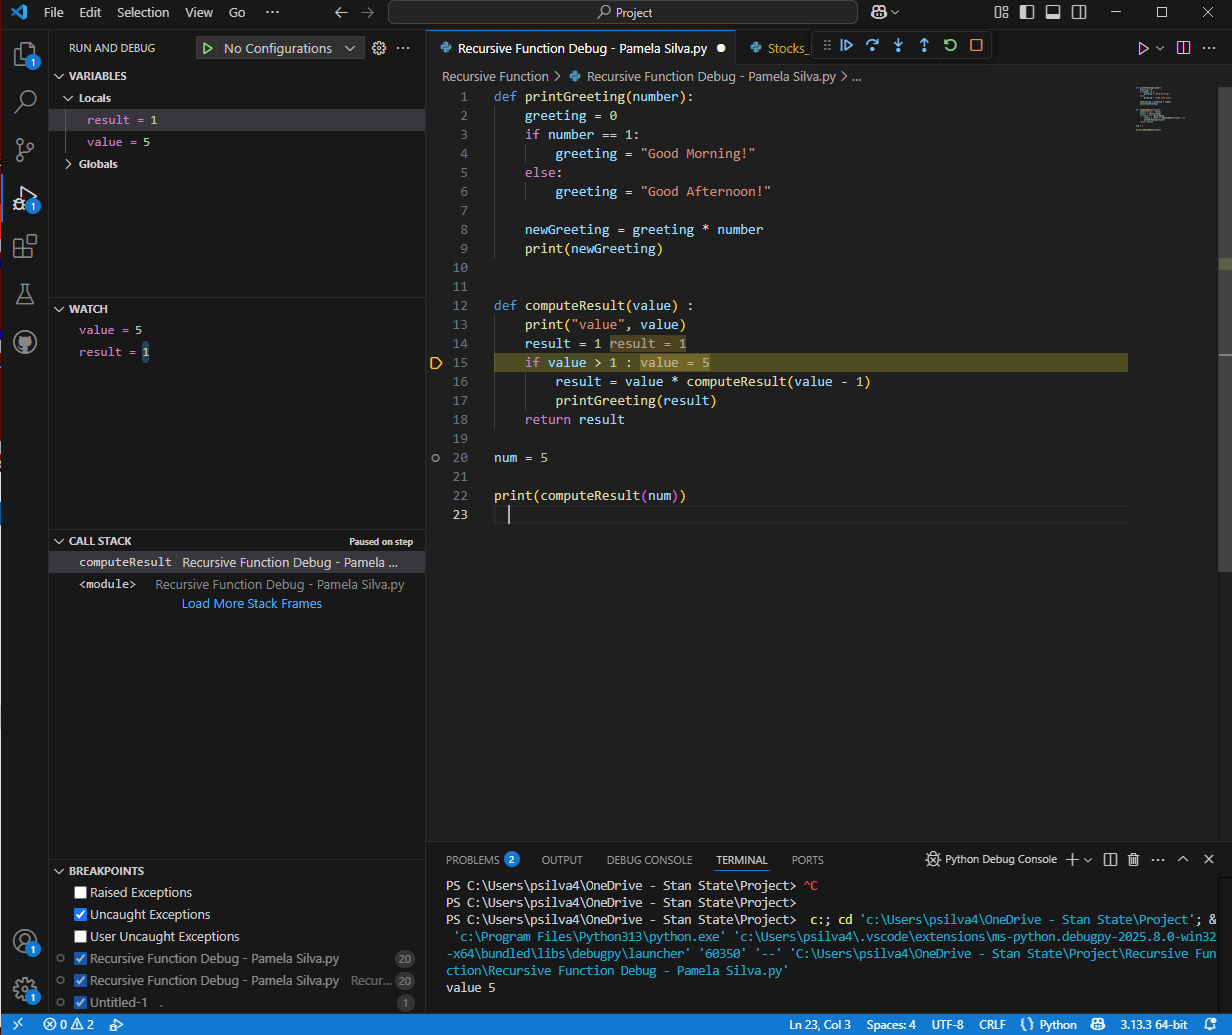 File Edit Selection View Go ··· Project
RUN AND DEBUG No Configurations ···
VARIABLES
Locals
result = 1
value = 5
Globals
WATCH
value = 5
result = 1
CALL STACK Paused on step
computeResult Recursive Function Debug - Pamela ...
<module> Recursive Function Debug - Pamela Silva.py
Load More Stack Frames
BREAKPOINTS
Raised Exceptions
Uncaught Exceptions
User Uncaught Exceptions
Recursive Function Debug - Pamela Silva.py 20
Recursive Function Debug - Pamela Silva.py Recur... 20
Untitled-1 . 1
1
1
1
1
Recursive Function Debug - Pamela Silva.py Stocks_
Recursive Function > Recursive Function Debug - Pamela Silva.py > ...
1 def printGreeting(number):
2 greeting = 0
3 if number == 1:
4 greeting = "Good Morning!"
5 else:
6 greeting = "Good Afternoon!"
7
8 newGreeting = greeting * number
9 print(newGreeting)
10
11
12 def computeResult(value) :
13 print("value", value)
14 result = 1 result = 1
15 if value > 1 : value = 5
16 result = value * computeResult(value - 1)
17 printGreeting(result)
18 return result
19
20 num = 5
21
22 print(computeResult(num))
23
PROBLEMS 2 OUTPUT DEBUG CONSOLE TERMINAL PORTS Python Debug Console ···
PS C:\Users\psilva4\OneDrive - Stan State\Project> ^C
PS C:\Users\psilva4\OneDrive - Stan State\Project>
PS C:\Users\psilva4\OneDrive - Stan State\Project> c:; cd 'c:\Users\psilva4\OneDrive - Stan State\Project'; &
'c:\Program Files\Python313\python.exe' 'c:\Users\psilva4\.vscode\extensions\ms-python.debugpy-2025.8.0-win32
-x64\bundled\libs\debugpy\launcher' '60350' '--' 'C:\Users\psilva4\OneDrive - Stan State\Project\Recursive Fun
ction\Recursive Function Debug - Pamela Silva.py'
value 5
0 2 Ln 23, Col 3 Spaces: 4 UTF-8 CRLF {} Python 3.13.3 64-bit